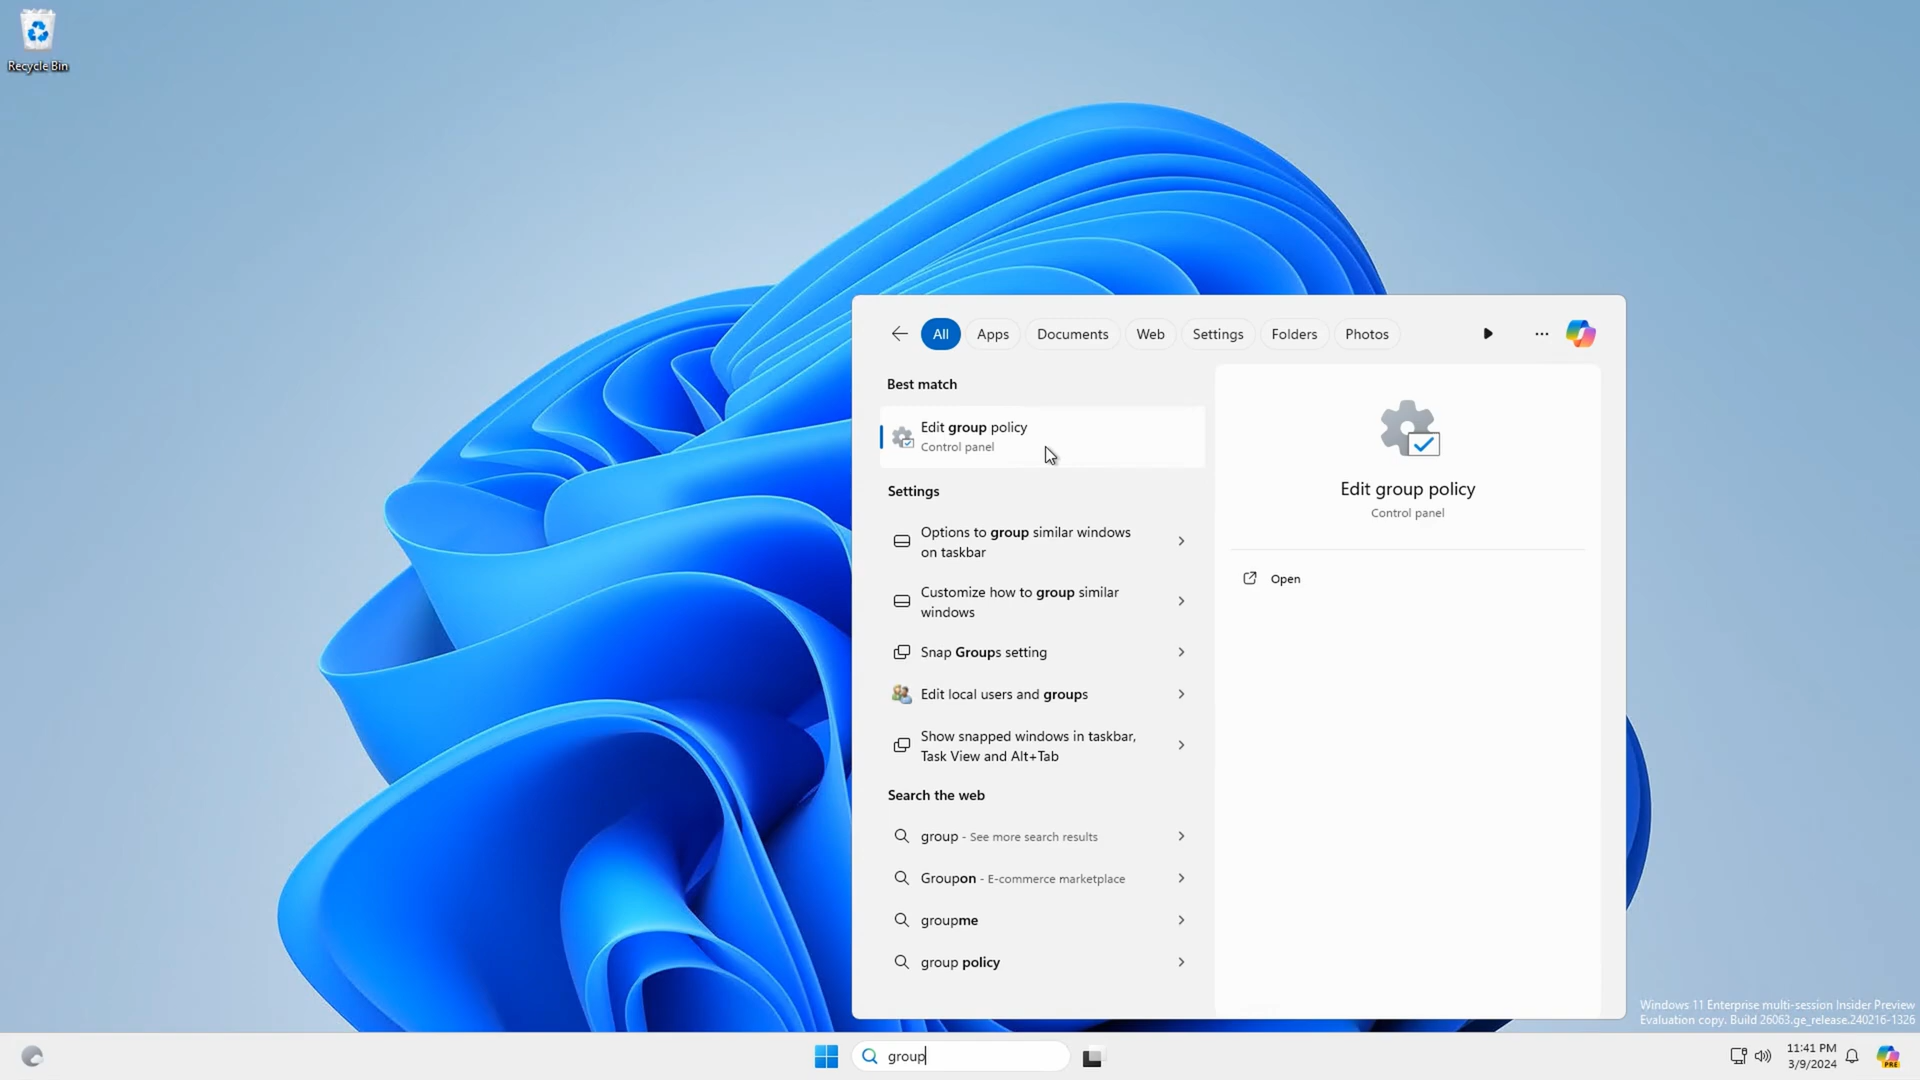 Recycle Bin
All
Apps
Documents
Web
Settings
Folders
Photos
Best match
Edit group policy
Control panel
Settings
Options to group similar windows
on taskbar
Customize how to group similar
windows
Snap Groups setting
Edit local users and groups
Show snapped windows in taskbar,
Task View and Alt+Tab
Search the web
group - See more search results
Groupon - E-commerce marketplace
groupme
group policy
Edit group policy
Control panel
Open
Windows 11 Enterprise multi-session Insider Preview
Evaluation copy. Build 26063.ge_release.240216-1326
group
11:41 PM
3/9/2024
PRE